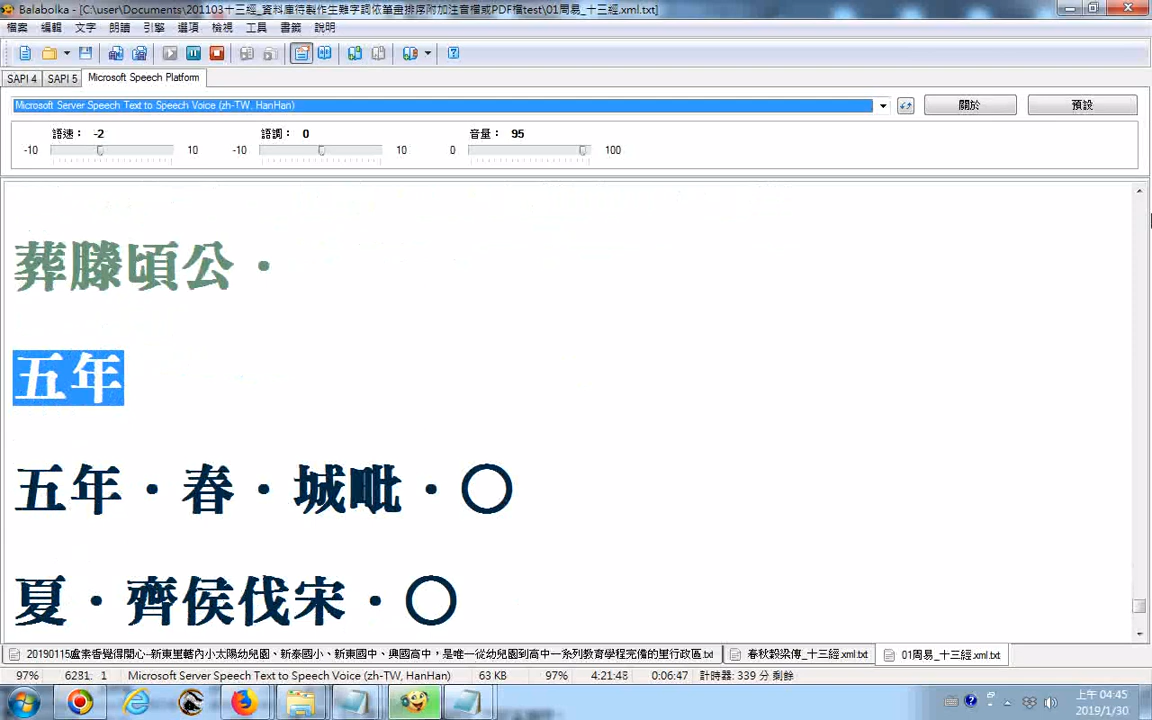 Balabolka - [C:\user\Documents\201103十三經_資料庫待製作生難字詞依筆畫排序附加注音檔或PDF檔test\01周易_十三經.xml.txt]
檔案 編輯 文字 朗讀 引擎 選項 檢視 工具 書籤 說明
SAPI 4 SAPI 5 Microsoft Speech Platform
Microsoft Server Speech Text to Speech Voice (zh-TW, HanHan) 關於 預設
語速： -2 語調： 0 音量： 95
-10 10 -10 10 0 100
葬滕頃公．
五年
五年．春．城毗．○
夏．齊侯伐宋．○
20190115盧素香覺得開心--新東里轄內小太陽幼兒園、新泰國小、新東國中、興國高中，是唯一從幼兒園到高中一系列教育學程完備的里行政區.txt 春秋穀梁傳_十三經.txt 01周易_十三經.xml.txt
97% 6281: 1 Microsoft Server Speech Text to Speech Voice (zh-TW, HanHan) 63 KB 97% 4:21:48 0:06:47 計時器： 339 分 剩餘
上午 04:45
2019/1/30